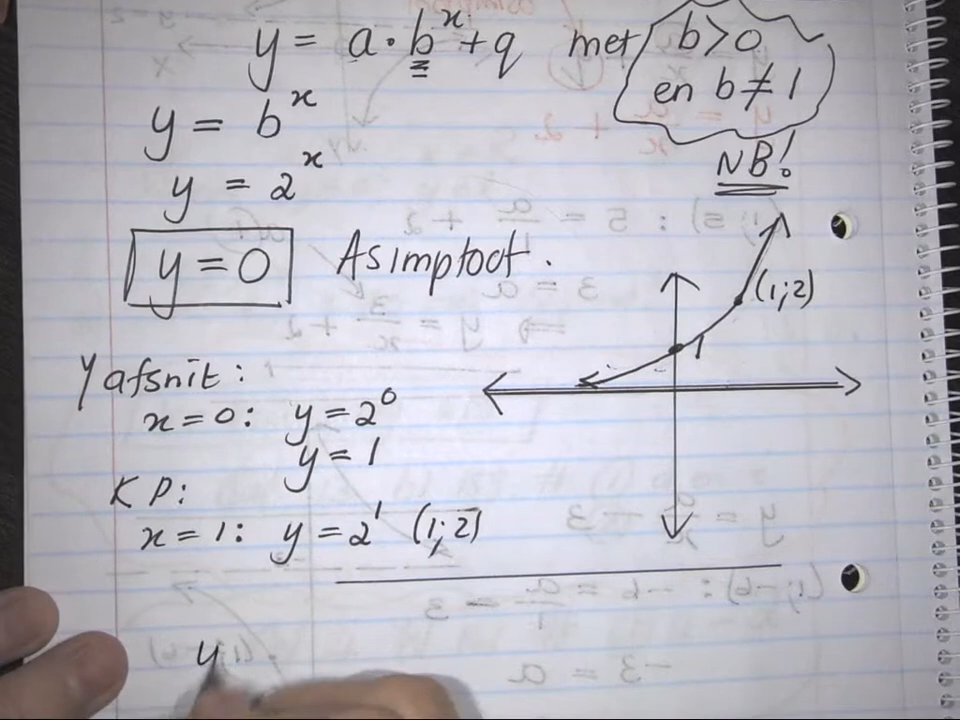 y = a · b^x + q met b > 0
en b ≠ 1
NB!
y = b^x
y = 2^x
y = 0 Asimptoot.
(1;2)
1
Y afsnit:
x = 0: y = 2^0
y = 1
KP:
x = 1: y = 2^1 (1;2)
y